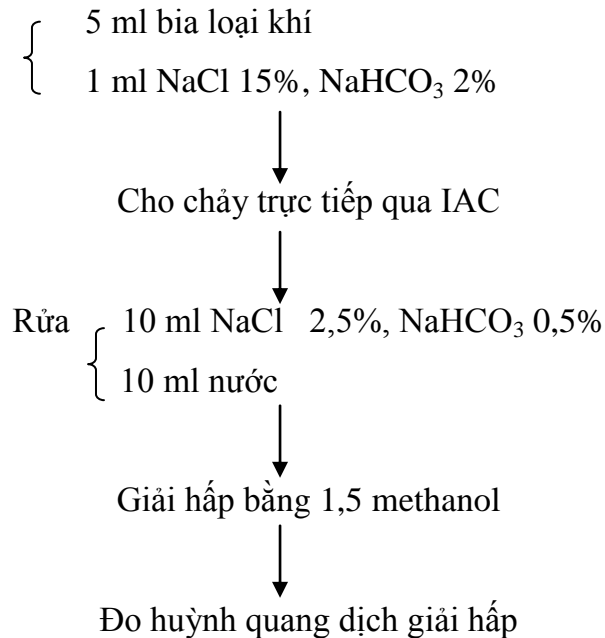 5 ml bia loại khí
1 ml NaCl 15%, NaHCO₃ 2%
Cho chảy trực tiếp qua IAC
Rửa 10 ml NaCl 2,5%, NaHCO₃ 0,5%
10 ml nước
Giải hấp bằng 1,5 methanol
Đo huỳnh quang dịch giải hấp